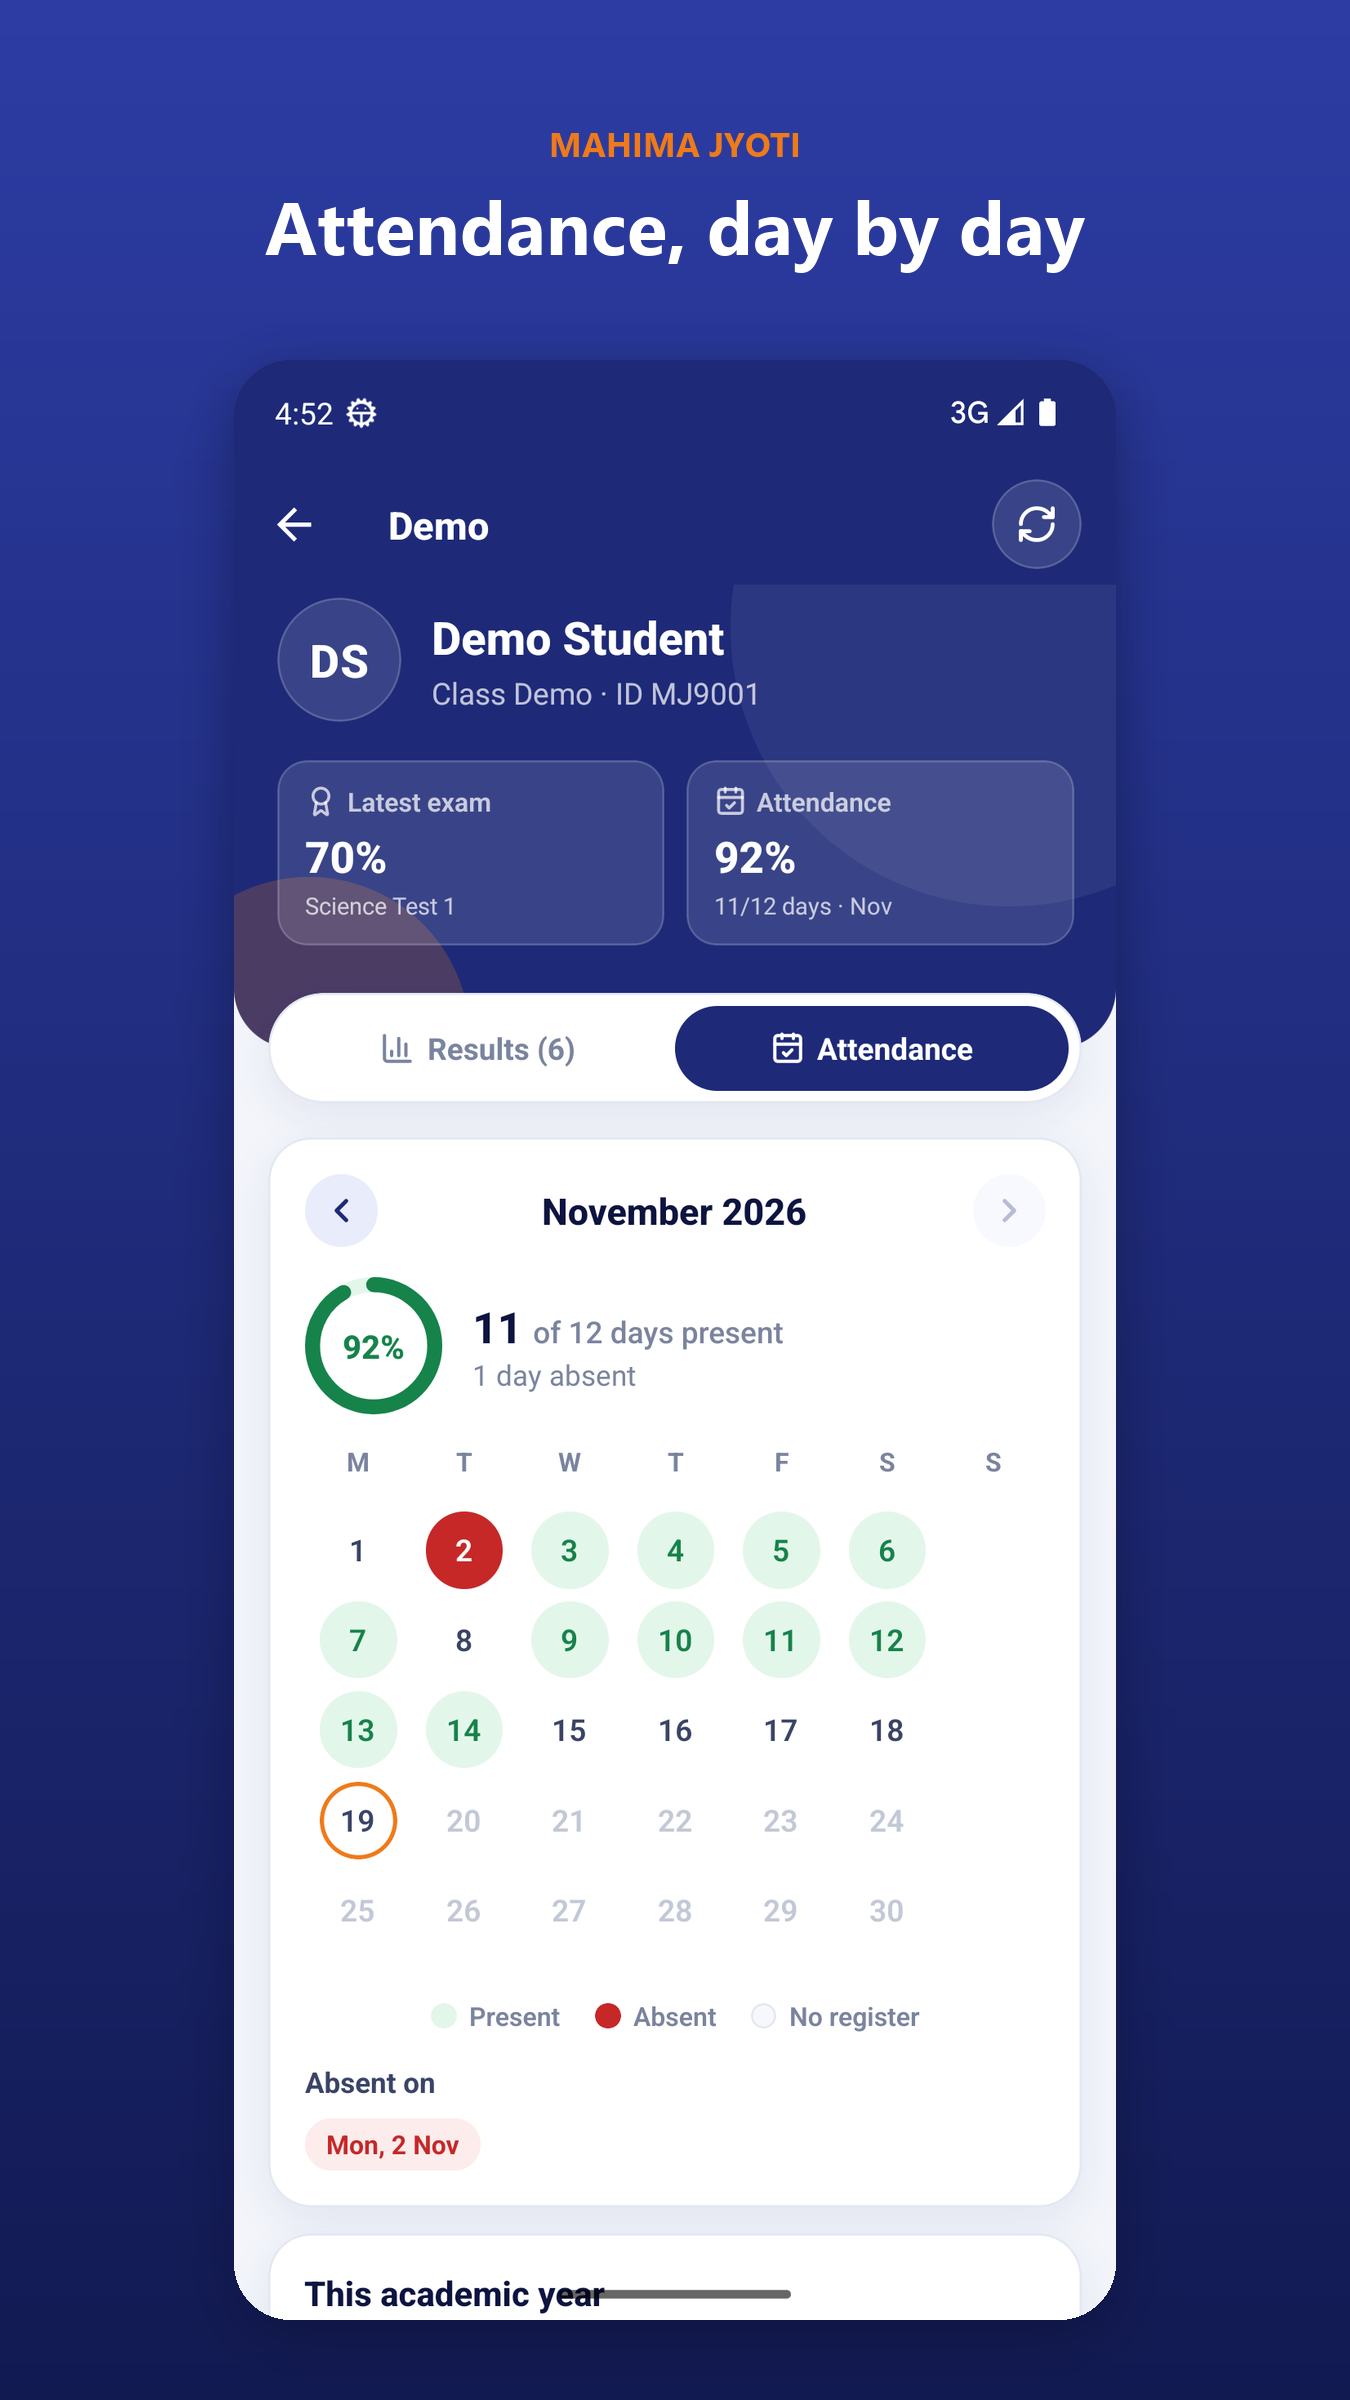 MAHIMA JYOTI
Attendance, day by day
4:52 3G
Demo
DS
Demo Student
Class Demo · ID MJ9001
Latest exam
70%
Science Test 1
Attendance
92%
11/12 days · Nov
Results (6) Attendance
November 2026
92%
11 of 12 days present
1 day absent
M T W T F S S
1 2 3 4 5 6
7 8 9 10 11 12
13 14 15 16 17 18
19 20 21 22 23 24
25 26 27 28 29 30
Present Absent No register
Absent on
Mon, 2 Nov
This academic year